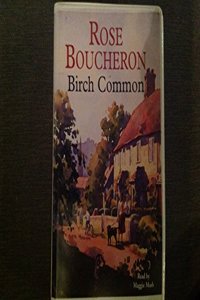 ROSE
BOUCHERON
Birch Common
Read by
Maggie Mash